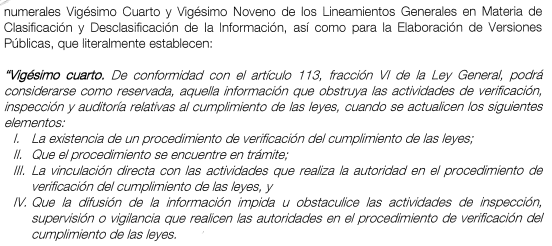 numerales Vigésimo Cuarto y Vigésimo Noveno de los Lineamientos Generales en Materia de
Clasificación y Desclasificación de la Información, así como para la Elaboración de Versiones
Públicas, que literalmente establecen:
"Vigésimo cuarto. De conformidad con el artículo 113, fracción VI de la Ley General, podrá
considerarse como reservada, aquella información que obstruya las actividades de verificación,
inspección y auditoría relativas al cumplimiento de las leyes, cuando se actualicen los siguientes
elementos:
I. La existencia de un procedimiento de verificación del cumplimiento de las leyes;
II. Que el procedimiento se encuentre en trámite;
III. La vinculación directa con las actividades que realiza la autoridad en el procedimiento de
verificación del cumplimiento de las leyes, y
IV. Que la difusión de la información impida u obstaculice las actividades de inspección,
supervisión o vigilancia que realicen las autoridades en el procedimiento de verificación del
cumplimiento de las leyes.